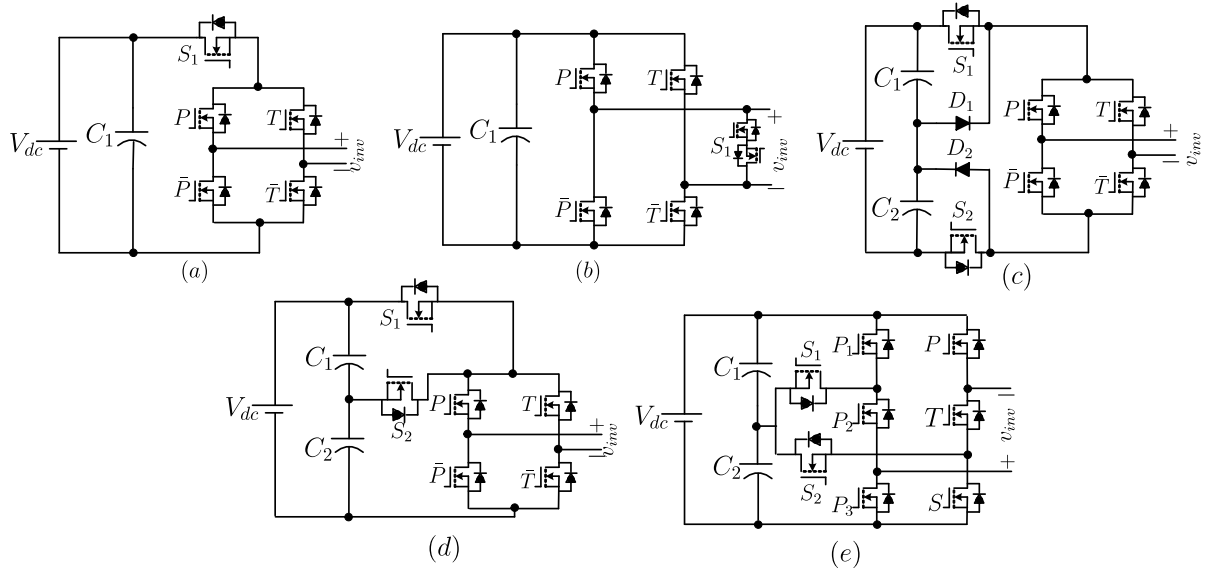 S₁
V_dc
C₁
P
T
P̄
T̄
+
−
v_inv
(a)
V_dc
C₁
P
T
P̄
T̄
S₁
+
−
v_inv
(b)
V_dc
C₁
C₂
S₁
D₁
D₂
S₂
P
T
P̄
T̄
+
−
v_inv
(c)
V_dc
C₁
C₂
S₁
S₂
P
T
P̄
T̄
+
−
v_inv
(d)
V_dc
C₁
C₂
S₁
S₂
P₁
P₂
P₃
P
T
S
−
v_inv
+
(e)